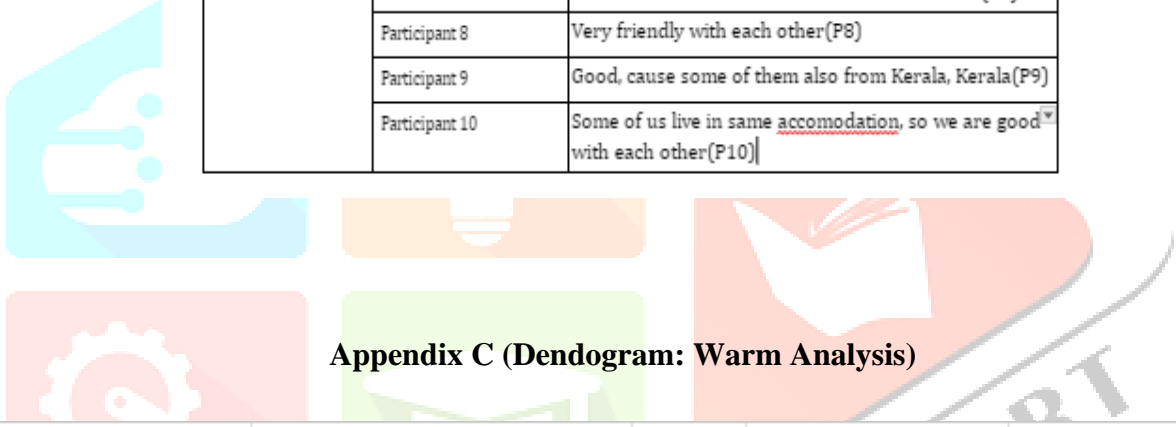 Participant 8 Very friendly with each other(P8)
Participant 9 Good, cause some of them also from Kerala, Kerala(P9)
Participant 10 Some of us live in same accomodation, so we are good
with each other(P10)
Appendix C (Dendogram: Warm Analysis)